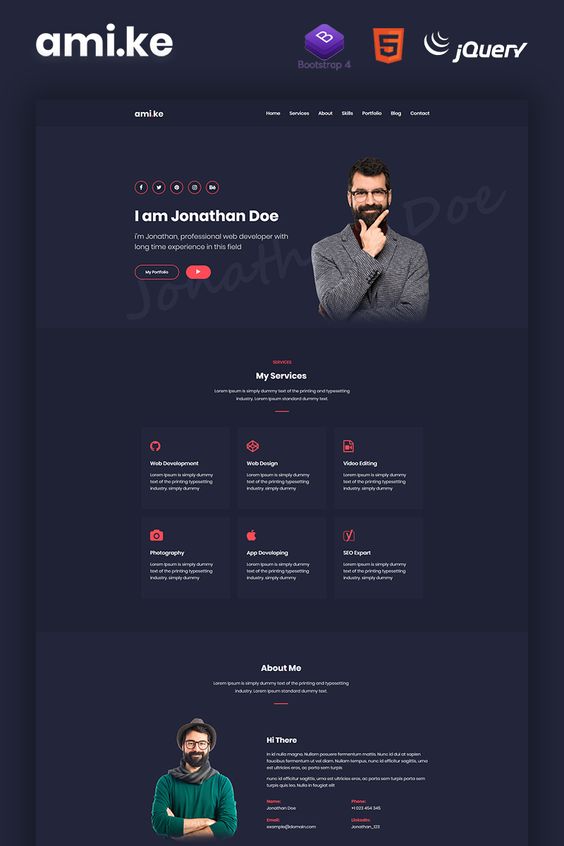 ami.ke
Bootstrap 4
jQuery
ami.ke
Home Services About Skills Portfolio Blog Contact
I am Jonathan Doe
i'm Jonathan, professional web developer with
long time experience in this field
My Portfolio
Jonathan Doe
SERVICES
My Services
Lorem Ipsum is simply dummy text of the printing and typesetting
industry. Lorem Ipsum standard dummy text.
Web Development
Lorem Ipsum is simply dummy
text of the printing typesetting
industry. simply dummy
Web Design
Lorem Ipsum is simply dummy
text of the printing typesetting
industry. simply dummy
Video Editing
Lorem Ipsum is simply dummy
text of the printing typesetting
industry. simply dummy
Photography
Lorem Ipsum is simply dummy
text of the printing typesetting
industry. simply dummy
App Developing
Lorem Ipsum is simply dummy
text of the printing typesetting
industry. simply dummy
SEO Expart
Lorem Ipsum is simply dummy
text of the printing typesetting
industry. simply dummy
About Me
Lorem Ipsum is simply dummy text of the printing and typesetting
industry. Lorem Ipsum standard dummy text.
Hi There
In id nulla magna. Nullam posuere fermentum mattis. Nunc id dui at sapien
faucibus fermentum ut vel diam. Nullam tempus, nunc id efficitur sagittis, urna
est ultricies eros, ac porta sem turpis
nunc id efficitur sagittis, urna est ultricies eros, ac porta sem turpis porta sem
turpis quis leo. Nulla in feugiat elit
Name: Phone:
Jonathan Doe +1 023 454 345
Email: LinkedIn:
example@domain.com Jonathan_123